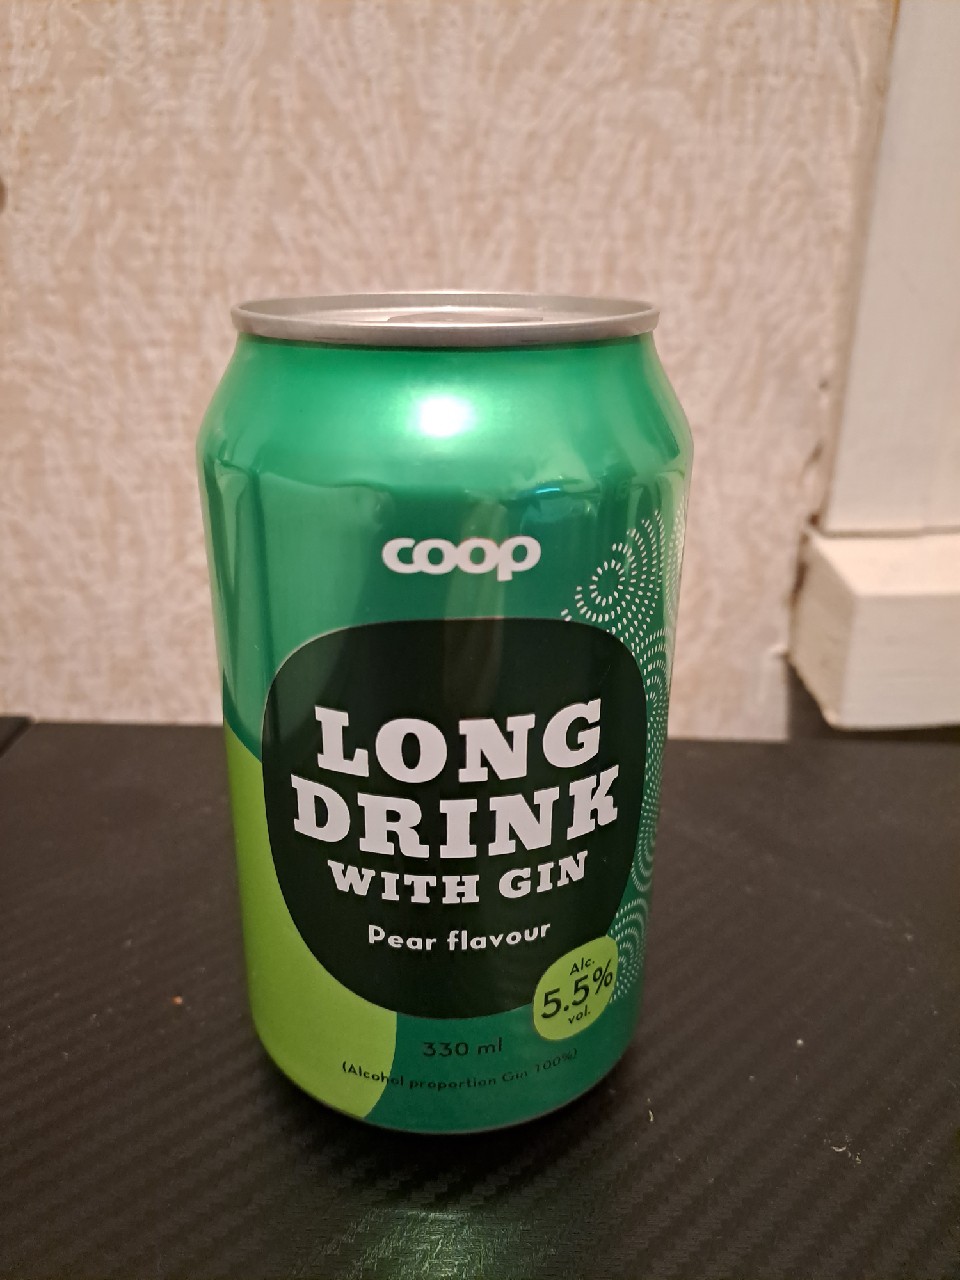 coop
LONG
DRINK
WITH GIN
Pear flavour
Alc.
5.5%
vol.
330 ml
(Alcohol proportion Gin 100%)